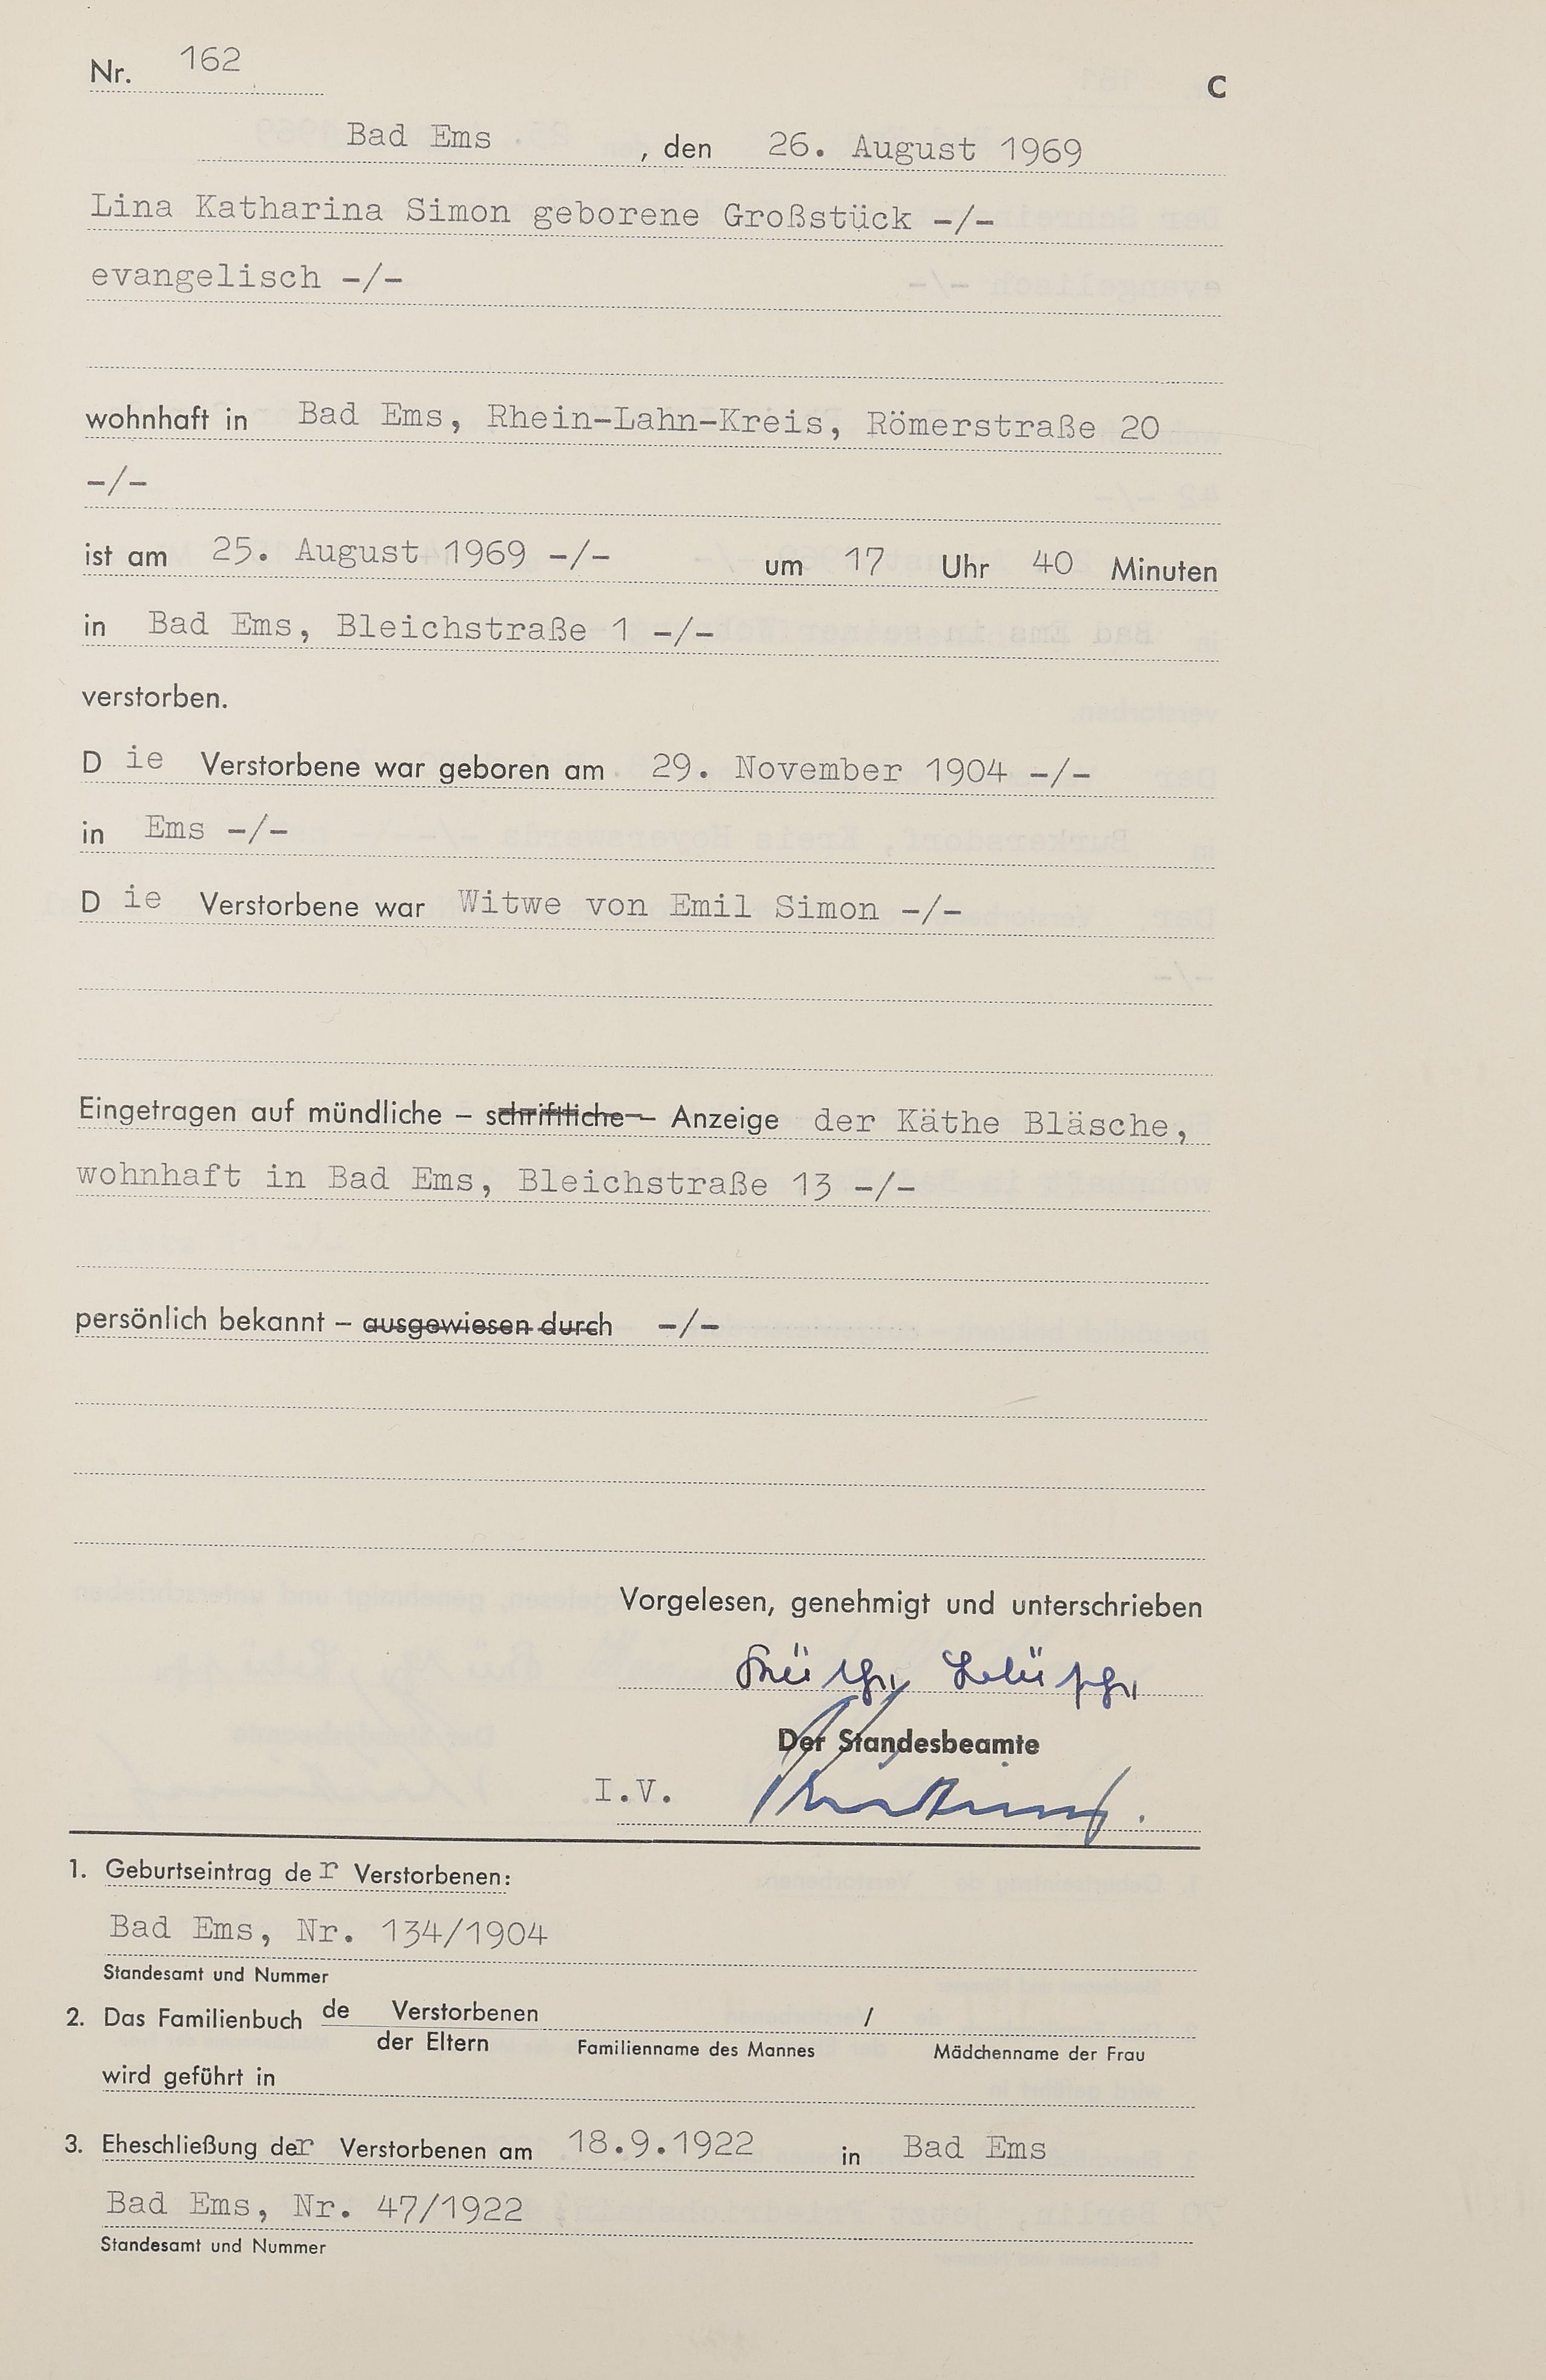 Nr. 162
C
Bad Ems , den 26. August 1969
Lina Katharina Simon geborene Großstück -/-
evangelisch -/-
wohnhaft in Bad Ems, Rhein-Lahn-Kreis, Römerstraße 20
-/-
ist am 25. August 1969 -/- um 17 Uhr 40 Minuten
in Bad Ems, Bleichstraße 1 -/-
verstorben.
D ie Verstorbene war geboren am 29. November 1904 -/-
in Ems -/-
D ie Verstorbene war Witwe von Emil Simon -/-
Eingetragen auf mündliche – schriftliche – Anzeige der Käthe Bläsche,
wohnhaft in Bad Ems, Bleichstraße 13 -/-
persönlich bekannt – ausgewiesen durch -/-
Vorgelesen, genehmigt und unterschrieben
Käthe Bläsche
Der Standesbeamte
I.V.
1. Geburtseintrag der Verstorbenen:
Bad Ems, Nr. 134/1904
Standesamt und Nummer
2. Das Familienbuch de Verstorbenen /
der Eltern Familienname des Mannes Mädchenname der Frau
wird geführt in
3. Eheschließung der Verstorbenen am 18.9.1922 in Bad Ems
Bad Ems, Nr. 47/1922
Standesamt und Nummer